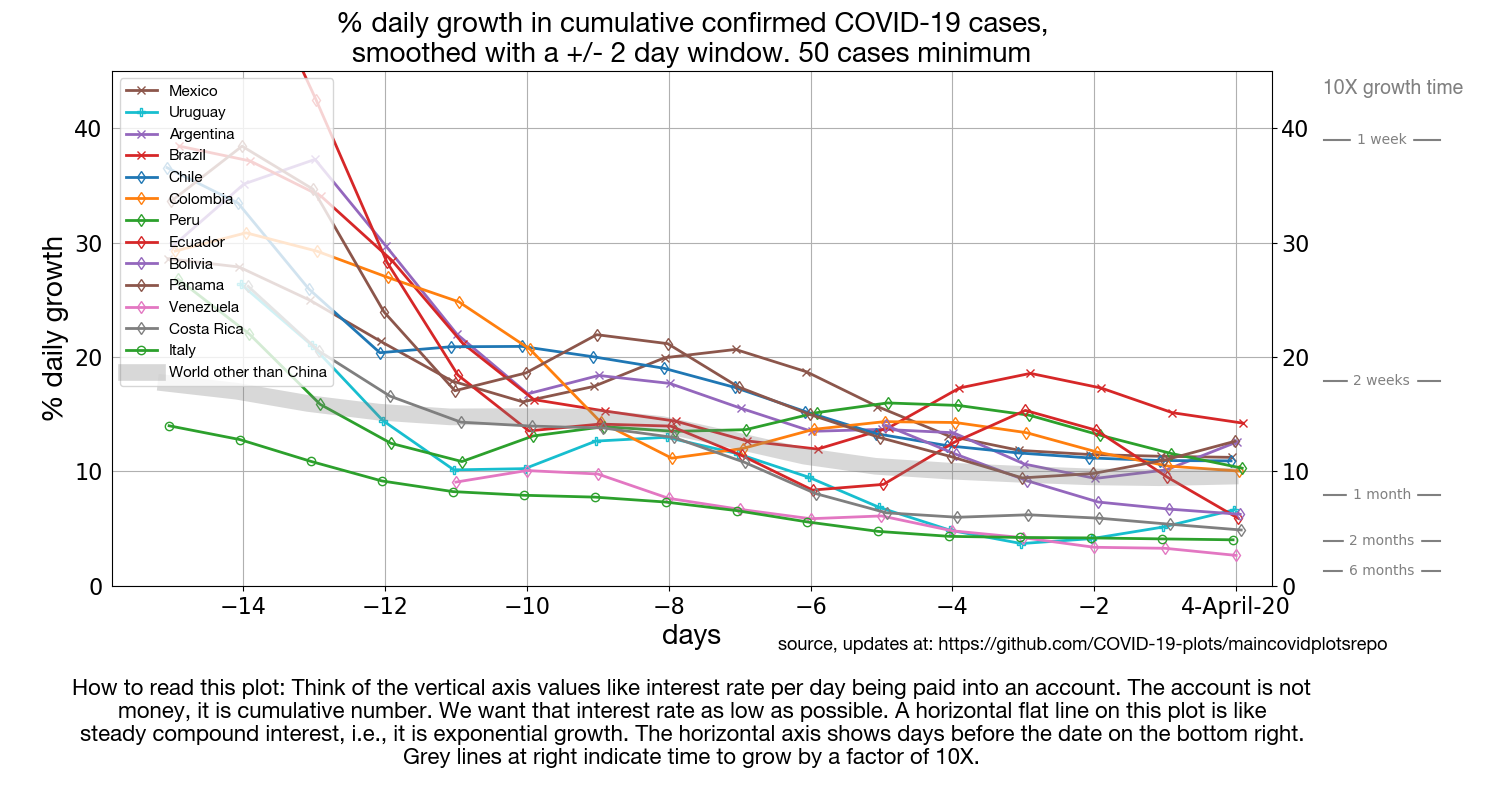 % daily growth in cumulative confirmed COVID-19 cases,
smoothed with a +/- 2 day window. 50 cases minimum
10X growth time
% daily growth
40
30
20
10
0
Mexico
Uruguay
Argentina
Brazil
Chile
Colombia
Peru
Ecuador
Bolivia
Panama
Venezuela
Costa Rica
Italy
World other than China
40
30
20
10
0
1 week
2 weeks
1 month
2 months
6 months
−14 −12 −10 −8 −6 −4 −2 4-April-20
days
source, updates at: https://github.com/COVID-19-plots/maincovidplotsrepo
How to read this plot: Think of the vertical axis values like interest rate per day being paid into an account. The account is not
money, it is cumulative number. We want that interest rate as low as possible. A horizontal flat line on this plot is like
steady compound interest, i.e., it is exponential growth. The horizontal axis shows days before the date on the bottom right.
Grey lines at right indicate time to grow by a factor of 10X.